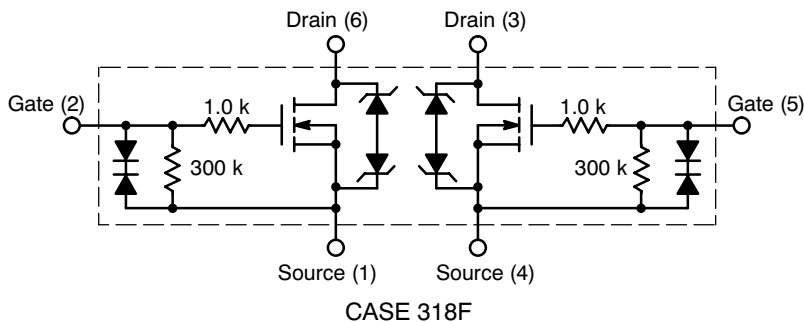 Drain (6) Drain (3)
Gate (2) 1.0 k 1.0 k Gate (5)
300 k 300 k
Source (1) Source (4)
CASE 318F